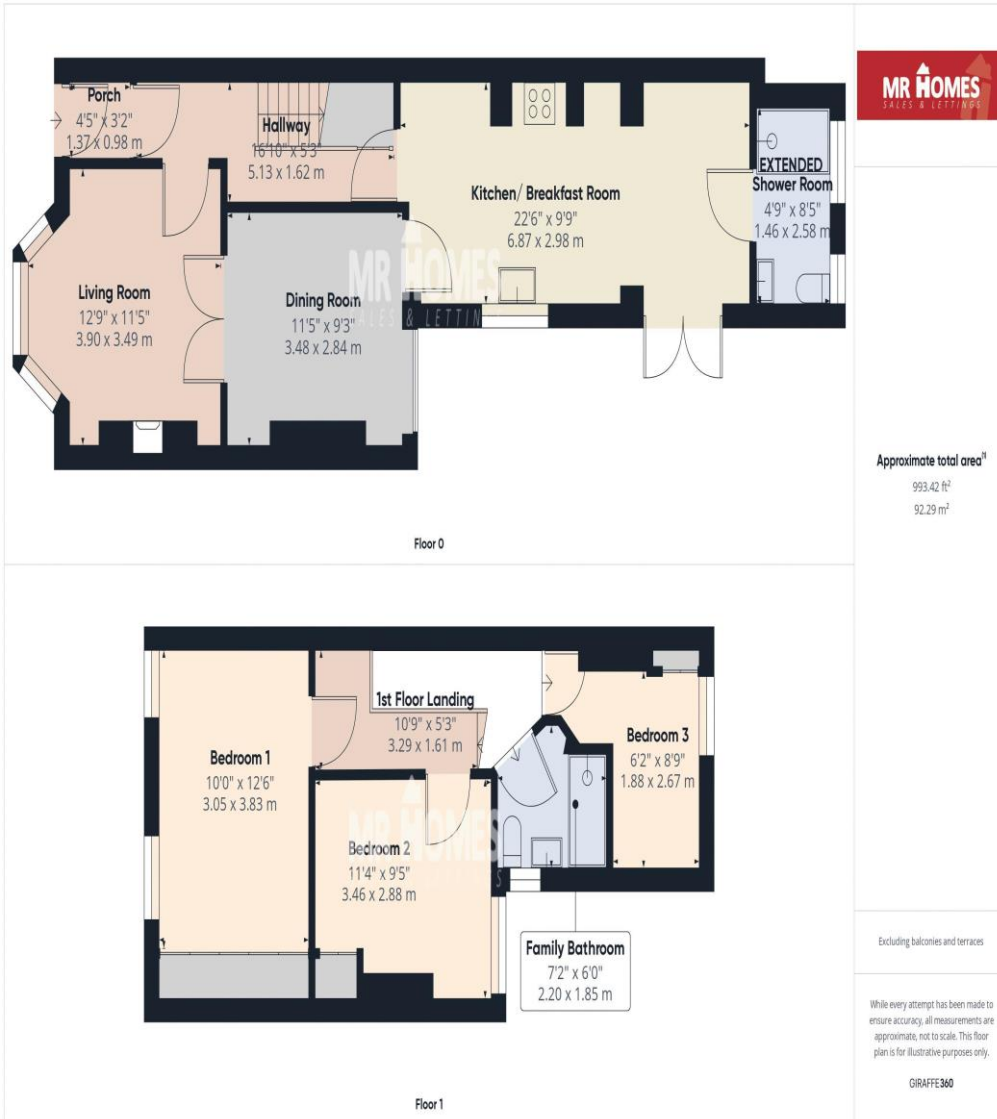 Porch
4'5" x 3'2"
1.37 x 0.98 m
Hallway
16'10" x 5'3"
5.13 x 1.62 m
Kitchen/ Breakfast Room
22'6" x 9'9"
6.87 x 2.98 m
EXTENDED
Shower Room
4'9" x 8'5"
1.46 x 2.58 m
Living Room
12'9" x 11'5"
3.90 x 3.49 m
Dining Room
11'5" x 9'3"
3.48 x 2.84 m
MR HOMES
SALES & LETTIN
Floor 0
1st Floor Landing
10'9" x 5'3"
3.29 x 1.61 m
Bedroom 1
10'0" x 12'6"
3.05 x 3.83 m
Bedroom 3
6'2" x 8'9"
1.88 x 2.67 m
MR HOMES
Bedroom 2
11'4" x 9'5"
3.46 x 2.88 m
Family Bathroom
7'2" x 6'0"
2.20 x 1.85 m
Floor 1
MR HOMES
SALES & LETTINGS
Approximate total area
993.42 ft²
92.29 m²
Excluding balconies and terraces
While every attempt has been made to
ensure accuracy, all measurements are
approximate, not to scale. This floor
plan is for illustrative purposes only.
GIRAFFE360